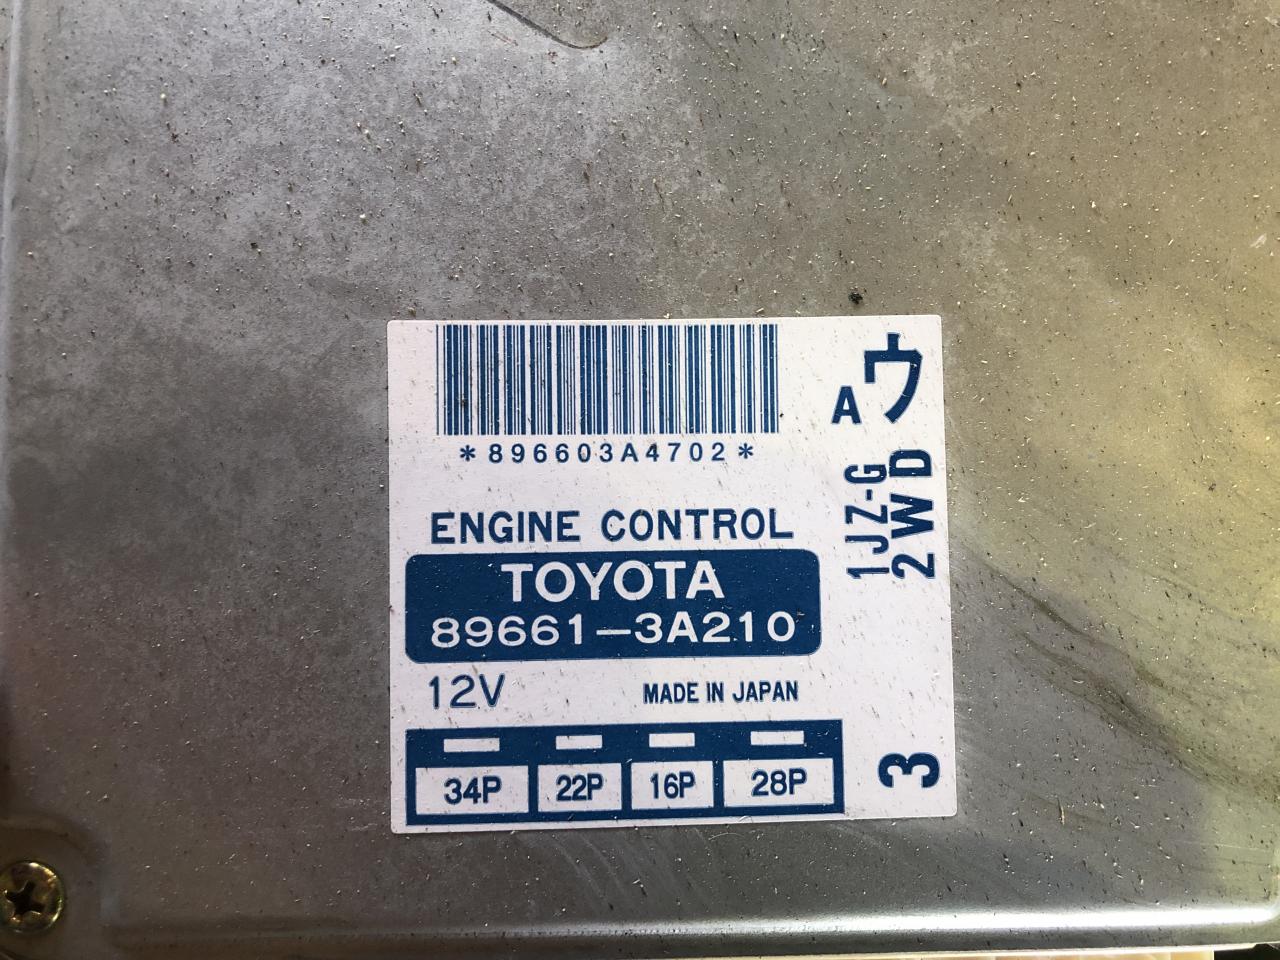 *896603A4702*
ENGINE CONTROL
TOYOTA
89661-3A210
12V
MADE IN JAPAN
34P 22P 16P 28P
A ウ
1JZ-G
2WD
3